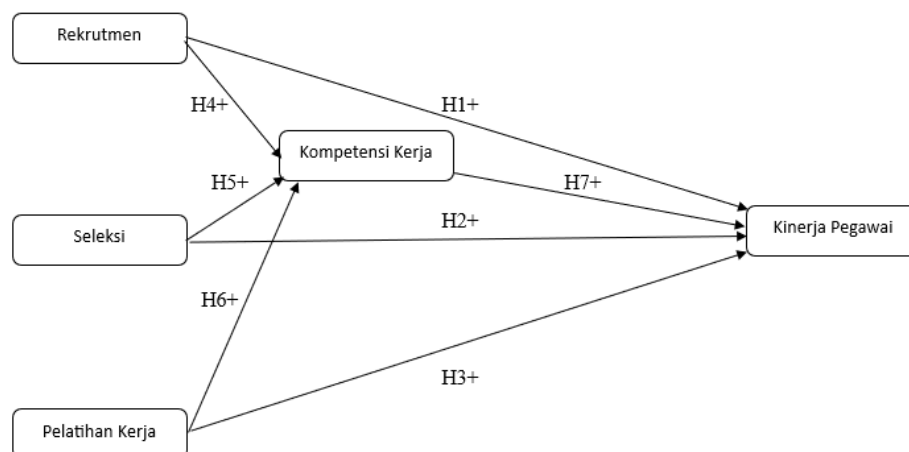 Rekrutmen
H4+
H1+
Kompetensi Kerja
H5+
H7+
Seleksi
H2+
Kinerja Pegawai
H6+
H3+
Pelatihan Kerja